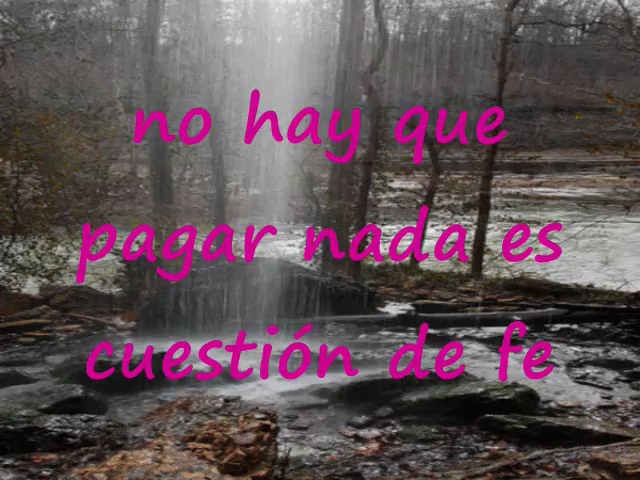 no hay que
pagar nada es
cuestión de fe